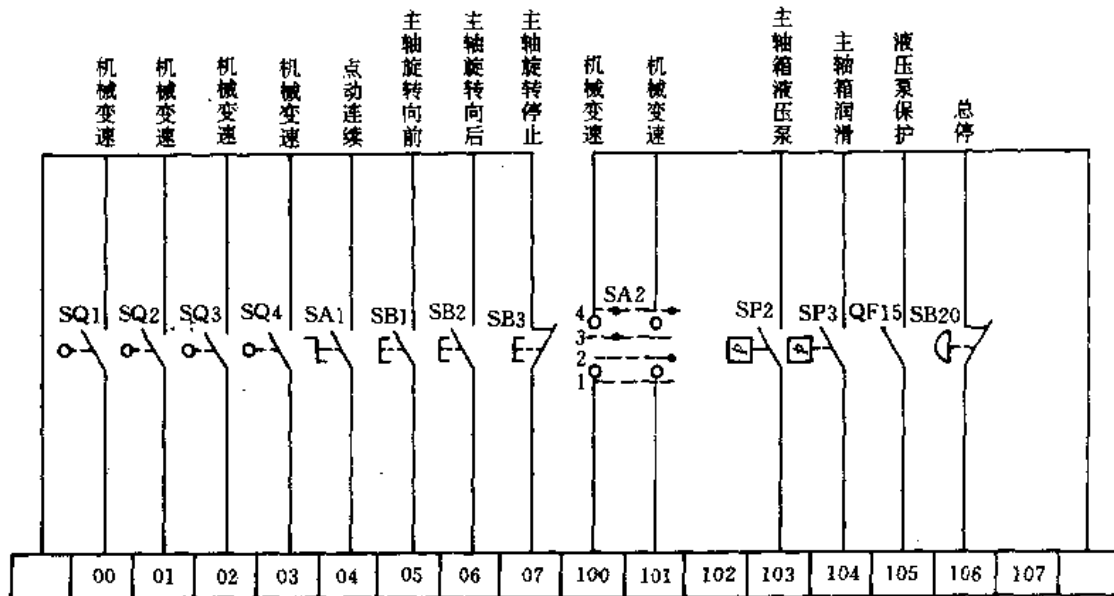 机械变速
机械变速
机械变速
机械变速
点动连续
主轴旋转向前
主轴旋转向后
主轴旋转停止
机械变速
机械变速
主轴箱液压泵
主轴箱润滑
液压泵保护
总停
SQ1
SQ2
SQ3
SQ4
SA1
SB1
SB2
SB3
SA2
4
3
2
1
SP2
SP3
QF15
SB20
P
P
00
01
02
03
04
05
06
07
100
101
102
103
104
105
106
107